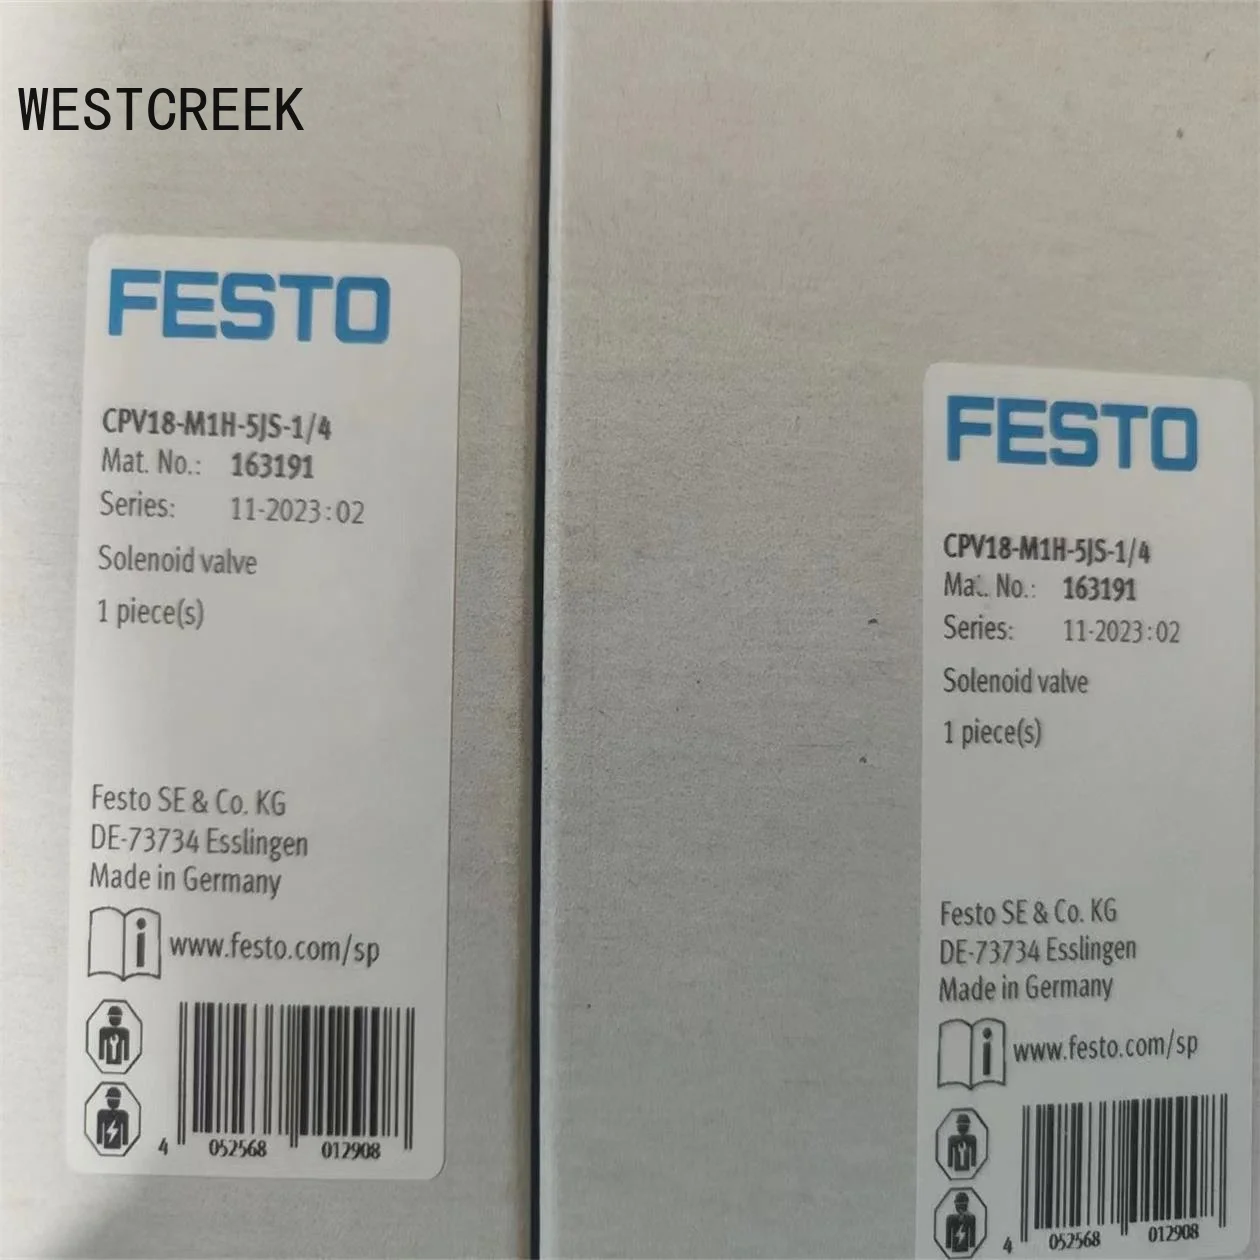 WESTCREEK
FESTO
CPV18-M1H-5JS-1/4
Mat. No.: 163191
Series: 11-2023:02
Solenoid valve
1 piece(s)
Festo SE & Co. KG
DE-73734 Esslingen
Made in Germany
www.festo.com/sp
4 052568 012908
FESTO
CPV18-M1H-5JS-1/4
Mat. No.: 163191
Series: 11-2023:02
Solenoid valve
1 piece(s)
Festo SE & Co. KG
DE-73734 Esslingen
Made in Germany
www.festo.com/sp
4 052568 012908